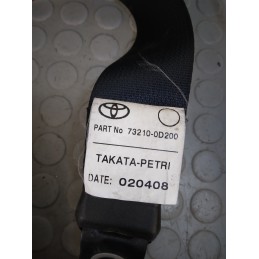 PART No 73210-0D200
TAKATA-PETRI
DATE: 020408